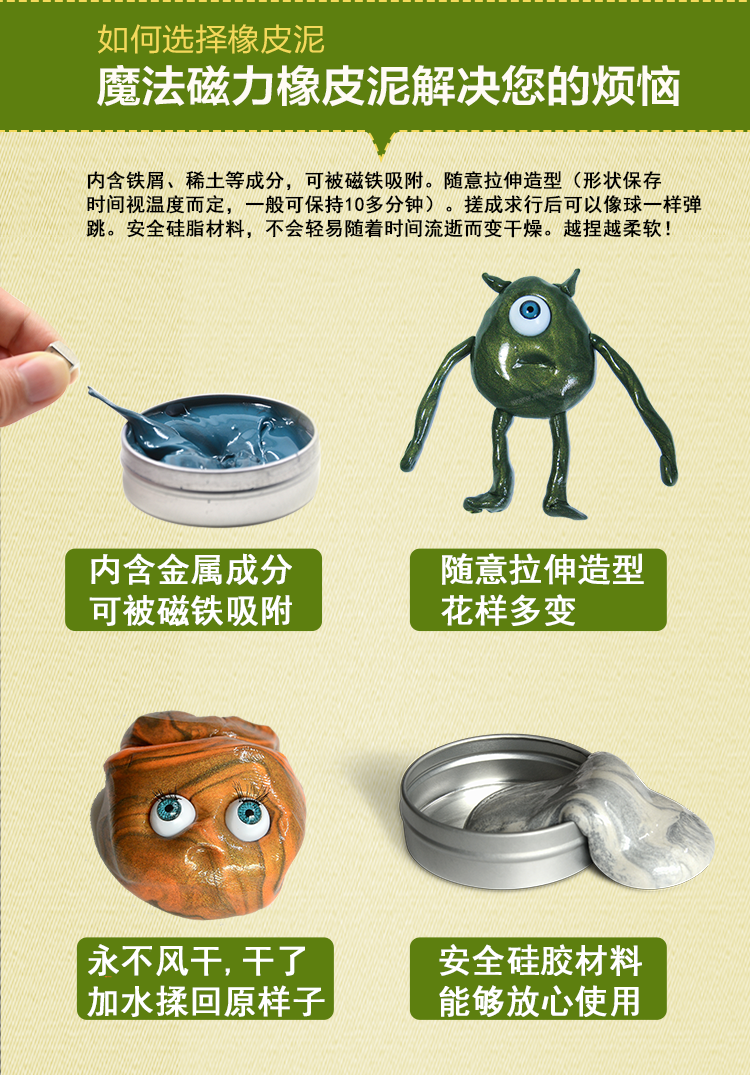 如何选择橡皮泥
魔法磁力橡皮泥解决您的烦恼
内含铁屑、稀土等成分，可被磁铁吸附。随意拉伸造型（形状保存
时间视温度而定，一般可保持10多分钟）。搓成求行后可以像球一样弹
跳。安全硅脂材料，不会轻易随着时间流逝而变干燥。越捏越柔软！
内含金属成分
可被磁铁吸附
随意拉伸造型
花样多变
永不风干,干了
加水揉回原样子
安全硅胶材料
能够放心使用